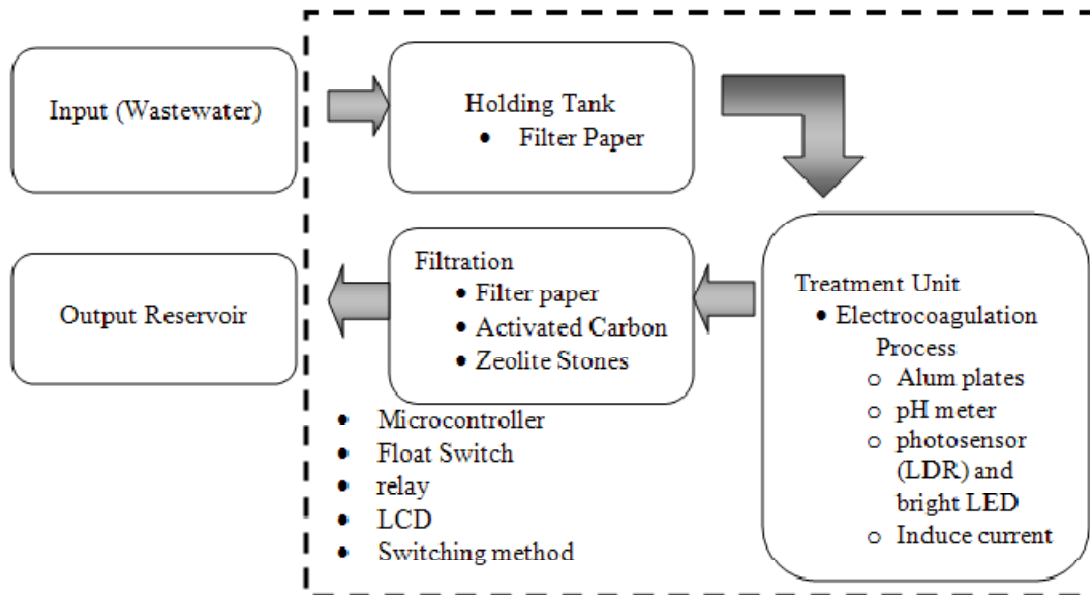 Input (Wastewater)
Holding Tank
• Filter Paper
Output Reservoir
Filtration
• Filter paper
• Activated Carbon
• Zeolite Stones
Treatment Unit
• Electrocoagulation
Process
o Alum plates
o pH meter
o photosensor
(LDR) and
bright LED
o Induce current
• Microcontroller
• Float Switch
• relay
• LCD
• Switching method